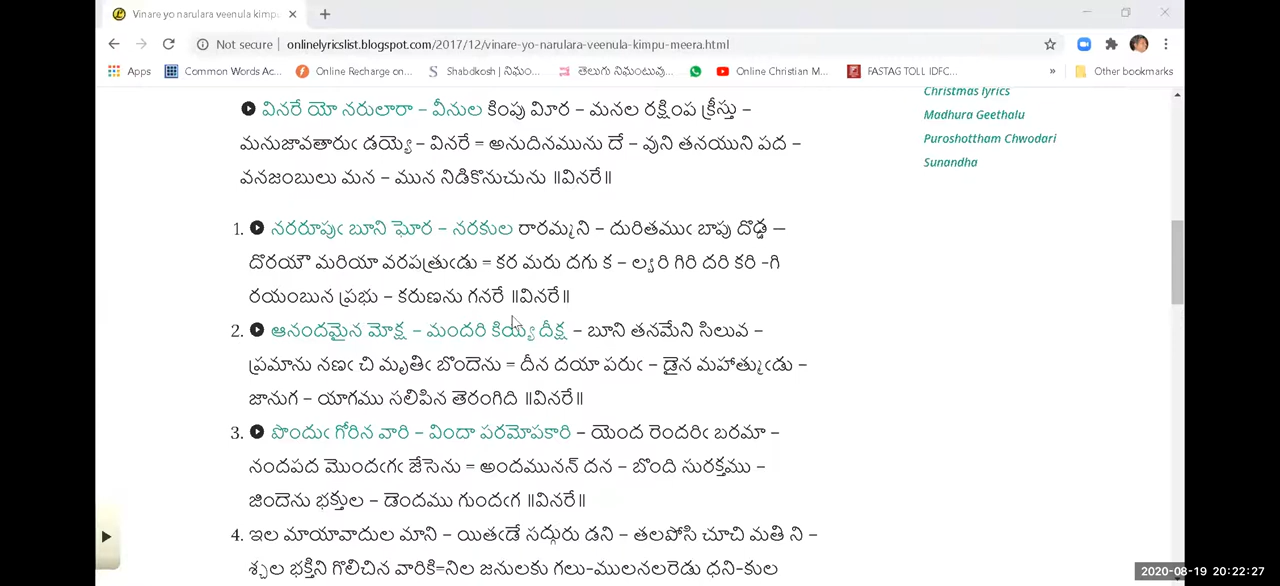 Vinare yo narulara veenula kimpu
Not secure | onlinelyricslist.blogspot.com/2017/12/vinare-yo-narulara-veenula-kimpu-meera.html
Apps Common Words Ac... Online Recharge on... Shabdkosh | నిఘం... తెలుగు నిఘంటువు... Online Christian M... FASTAG TOLL IDFC... » Other bookmarks
Christmas lyrics
Madhura Geethalu
Puroshottham Chwodari
Sunandha
వినరే యో నరులారా – వీనుల కింపు మీర – మనల రక్షింప క్రీస్తు –
మనుజావతారుఁ డయ్యె – వినరే = అనుదినమును దే – వుని తనయుని పద –
వనజంబులు మన – మున నిడికొనుచును ॥వినరే॥
1. నరరూపుఁ బూని ఘోర – నరకుల రారమ్మని – దురితముఁ బాపు దొడ్డ –
దొరయౌ మరియా వరపత్రుఁడు = కర మరు దగు క – ల్వరి గిరి దరి కరి -గి
రయంబున ప్రభు – కరుణను గనరే ॥వినరే॥
2. ఆనందమైన మోక్ష – మందరి కియ్య దీక్ష – బూని తనమేని సిలువ –
ప్రమాను నణఁ చి మృతిఁ బొందెను = దీన దయా పరుఁ – డైన మహాత్ముఁడు –
జానుగ – యాగము సలిపిన తెరంగిది ॥వినరే॥
3. పొందుఁ గోరిన వారి – విందా పరమోపకారి – యెంద రెందరిఁ బరమా –
నందపద మొందఁగఁ జేసెను = అందముననే దన – బొంది సురక్తము –
జిందెను భక్తుల – డెందము గుందఁగ ॥వినరే॥
4. ఇల మాయావాదుల మాని – యితఁడే సద్గురు డని – తలపోసి చూచి మతి ని –
శ్చల భక్తిని గొలిచిన వారికి=నిల జనులకు గలు-ములనలరెడు ధని-కుల
2020-08-19 20:22:27